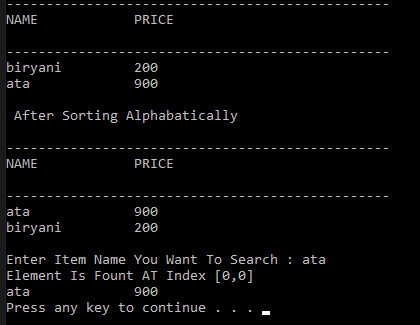 ------------------------------------------------
NAME            PRICE
------------------------------------------------
biryani         200
ata             900
 After Sorting Alphabatically
------------------------------------------------
NAME            PRICE
------------------------------------------------
ata             900
biryani         200
Enter Item Name You Want To Search : ata
Element Is Fount AT Index [0,0]
ata             900
Press any key to continue . . .